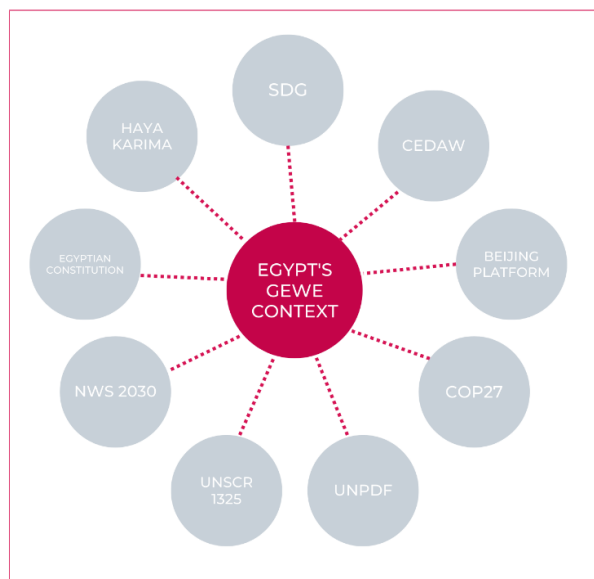 SDG
HAYA
KARIMA
CEDAW
EGYPTIAN
CONSTITUTION
EGYPT'S
GEWE
CONTEXT
BEIJING
PLATFORM
NWS 2030
COP27
UNSCR
1325
UNPDF